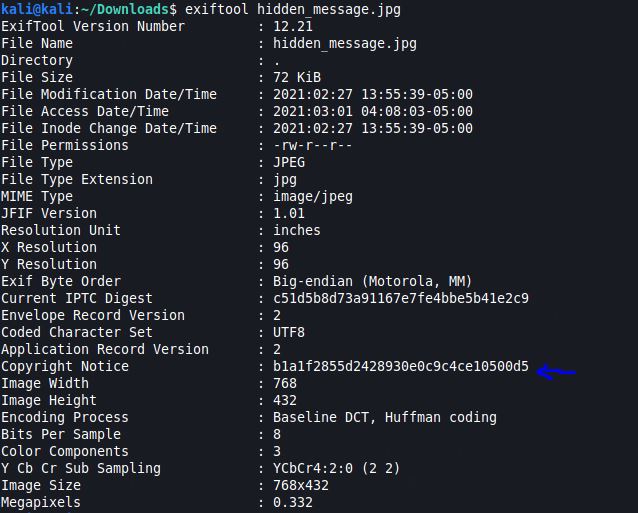 kali@kali:~/Downloads$ exiftool hidden_message.jpg
ExifTool Version Number : 12.21
File Name : hidden_message.jpg
Directory : .
File Size : 72 KiB
File Modification Date/Time : 2021:02:27 13:55:39-05:00
File Access Date/Time : 2021:03:01 04:08:03-05:00
File Inode Change Date/Time : 2021:02:27 13:55:39-05:00
File Permissions : -rw-r--r--
File Type : JPEG
File Type Extension : jpg
MIME Type : image/jpeg
JFIF Version : 1.01
Resolution Unit : inches
X Resolution : 96
Y Resolution : 96
Exif Byte Order : Big-endian (Motorola, MM)
Current IPTC Digest : c51d5b8d73a91167e7fe4bbe5b41e2c9
Envelope Record Version : 2
Coded Character Set : UTF8
Application Record Version : 2
Copyright Notice : b1a1f2855d2428930e0c9c4ce10500d5
Image Width : 768
Image Height : 432
Encoding Process : Baseline DCT, Huffman coding
Bits Per Sample : 8
Color Components : 3
Y Cb Cr Sub Sampling : YCbCr4:2:0 (2 2)
Image Size : 768x432
Megapixels : 0.332